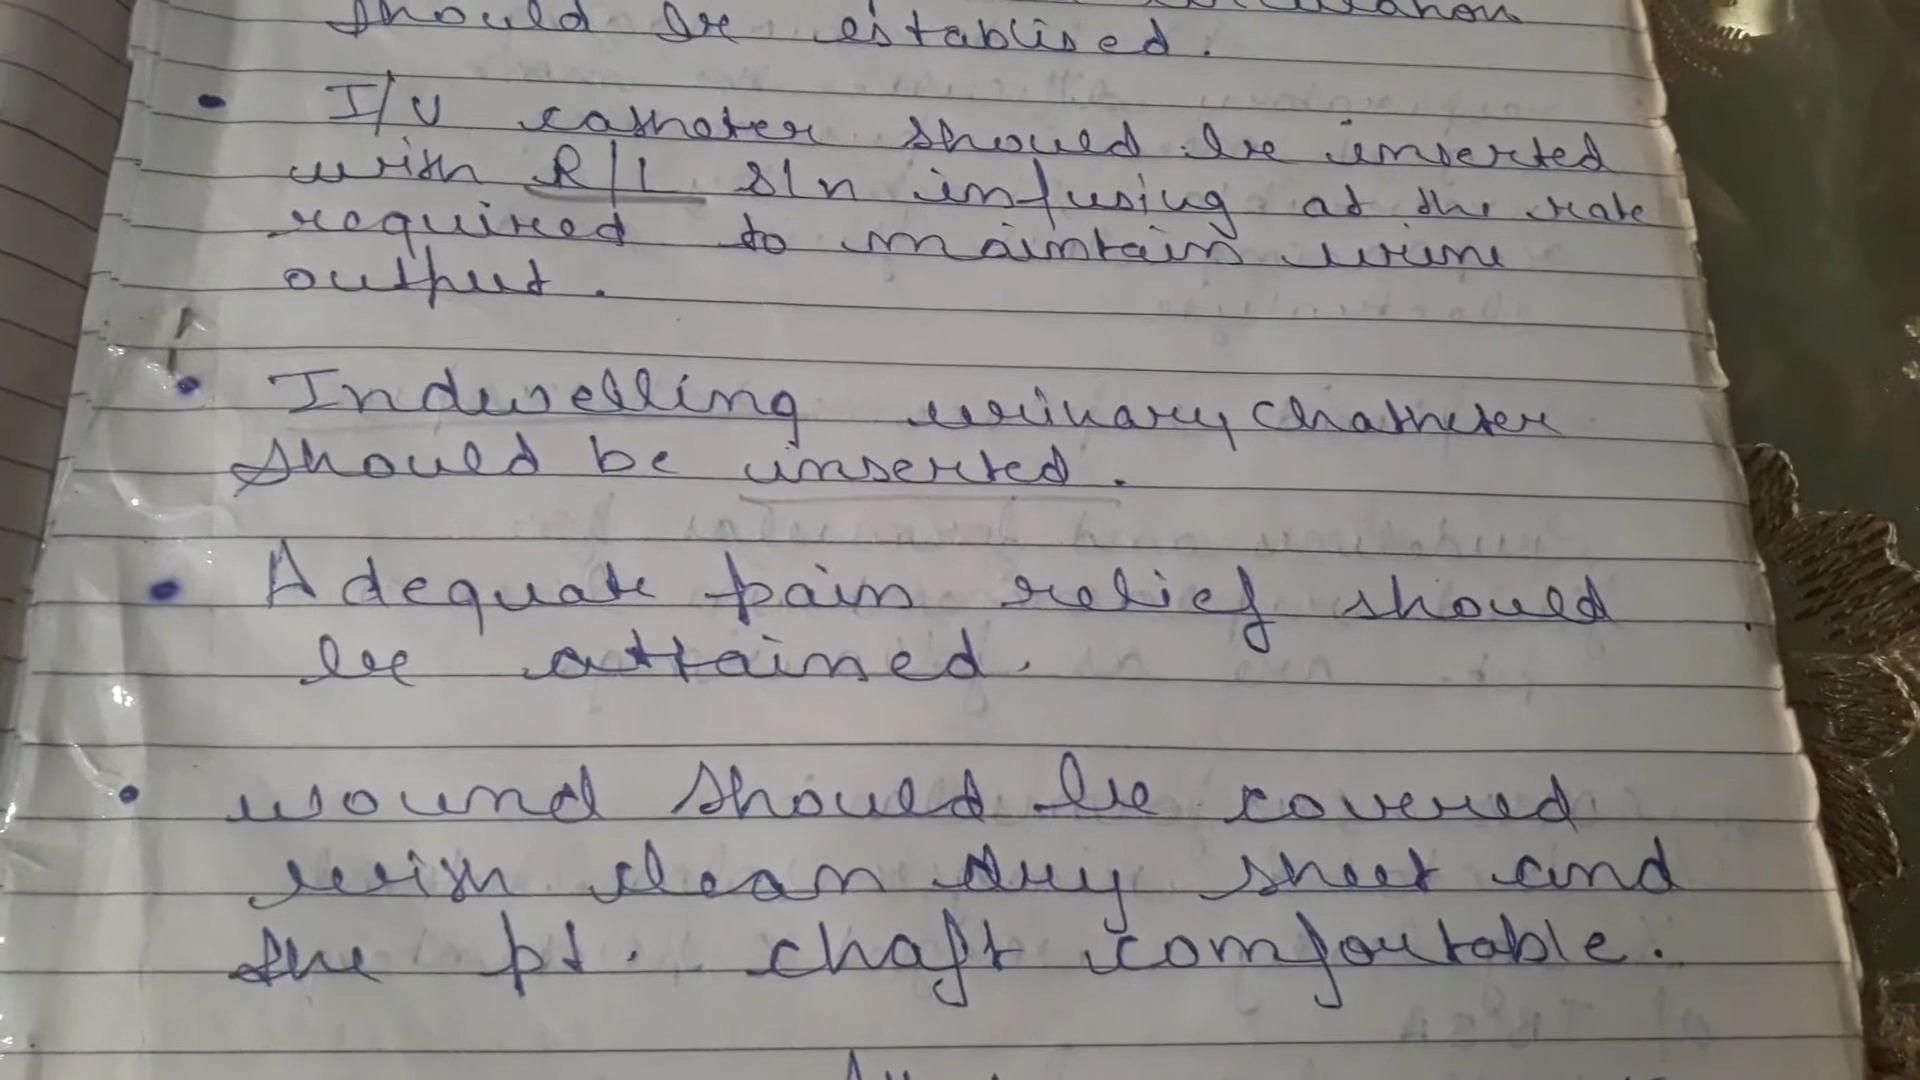 should be establised.
• I/V cathoter should be inserted
with R/L sln infusing at the rate
required to maintain urine
output.
• Indwelling urinary Chatheter
should be inserted.
• Adequate pain relief should
be attained.
• wound should be covered
with clean dry sheet and
the pt. chaft comfortable.